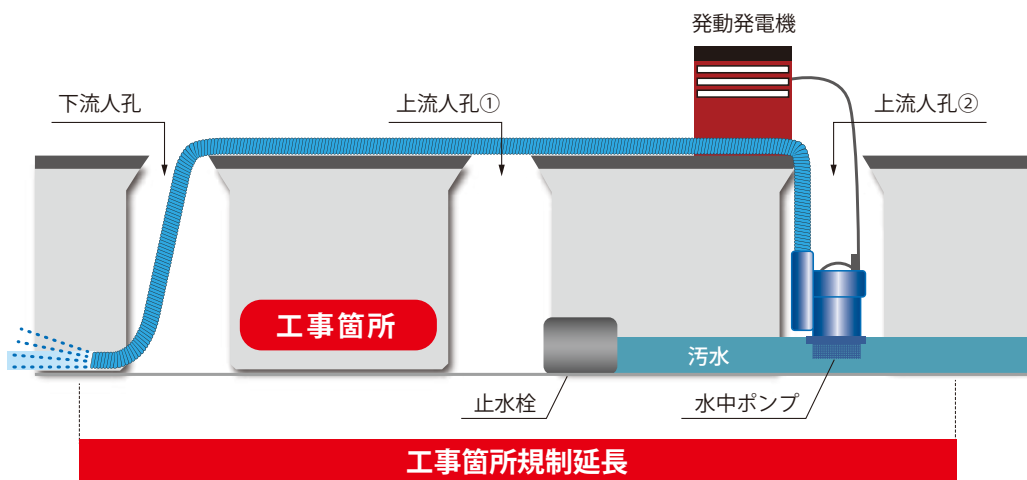 発動発電機
下流人孔
上流人孔①
上流人孔②
工事箇所
汚水
止水栓
水中ポンプ
工事箇所規制延長